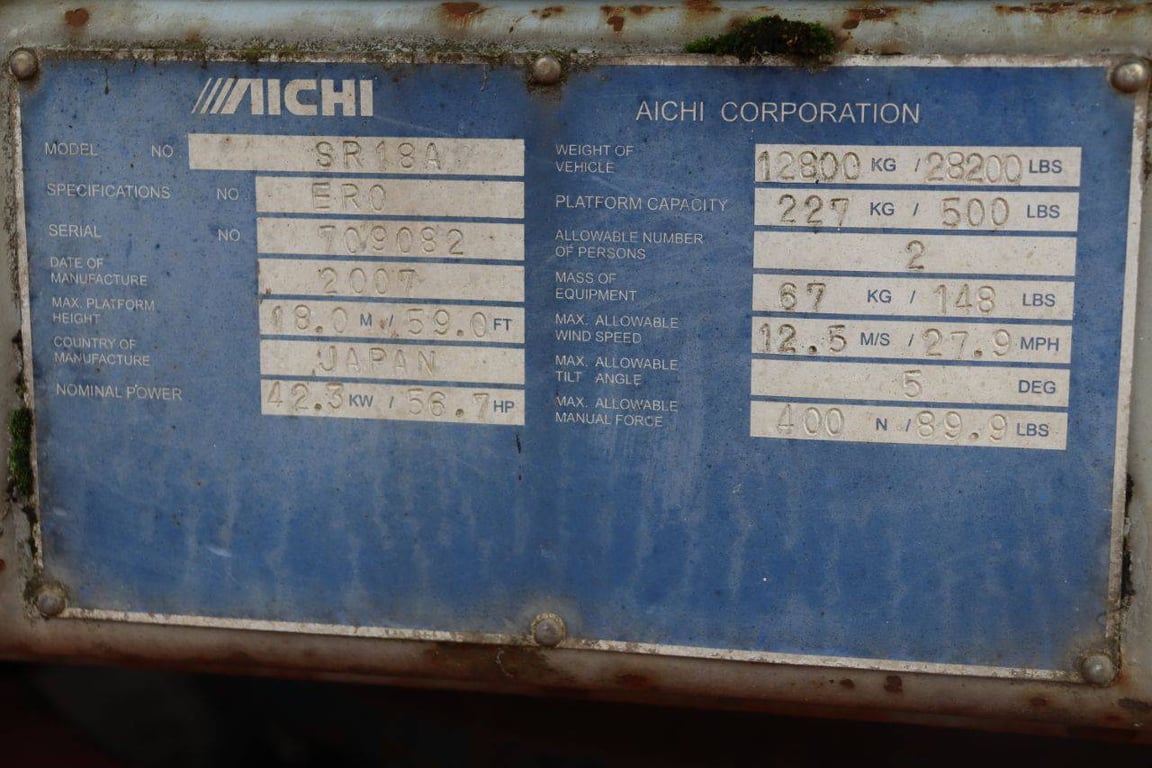 AICHI
MODEL NO SR18A
SPECIFICATIONS NO ERO
SERIAL NO 709082
DATE OF
MANUFACTURE 2007
MAX. PLATFORM
HEIGHT 18.0 M / 59.0 FT
COUNTRY OF
MANUFACTURE JAPAN
NOMINAL POWER 42.3 KW / 56.7 HP
AICHI CORPORATION
WEIGHT OF
VEHICLE 12800 KG / 28200 LBS
PLATFORM CAPACITY 227 KG / 500 LBS
ALLOWABLE NUMBER
OF PERSONS 2
MASS OF
EQUIPMENT 67 KG / 148 LBS
MAX. ALLOWABLE
WIND SPEED 12.5 M/S / 27.9 MPH
MAX. ALLOWABLE
TILT ANGLE 5 DEG
MAX. ALLOWABLE
MANUAL FORCE 400 N / 89.9 LBS